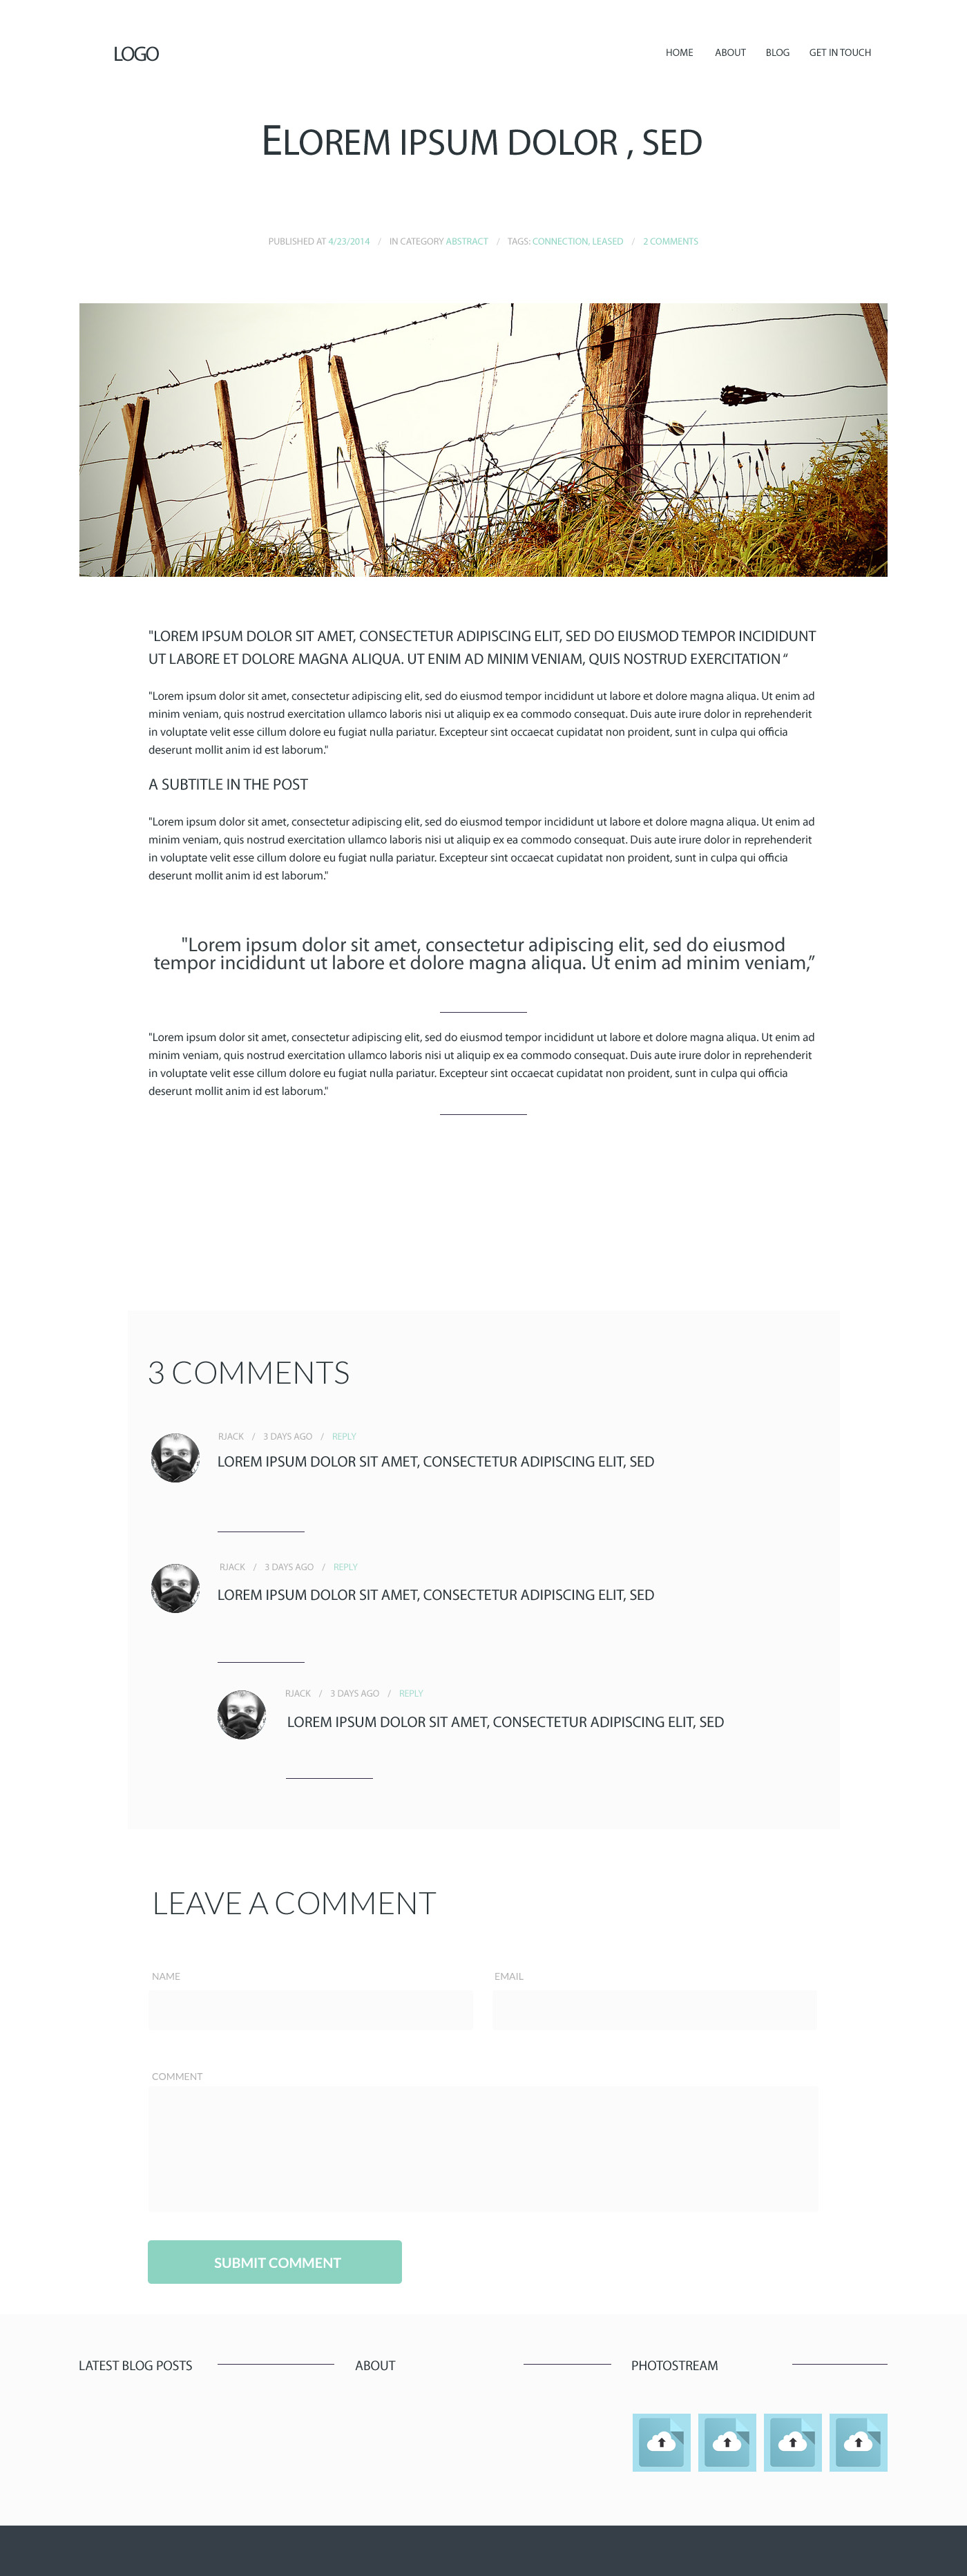 LOGO
HOME ABOUT BLOG GET IN TOUCH
ELOREM IPSUM DOLOR , SED
PUBLISHED AT 4/23/2014 / IN CATEGORY ABSTRACT / TAGS: CONNECTION, LEASED / 2 COMMENTS
"LOREM IPSUM DOLOR SIT AMET, CONSECTETUR ADIPISCING ELIT, SED DO EIUSMOD TEMPOR INCIDIDUNT
UT LABORE ET DOLORE MAGNA ALIQUA. UT ENIM AD MINIM VENIAM, QUIS NOSTRUD EXERCITATION “
"Lorem ipsum dolor sit amet, consectetur adipiscing elit, sed do eiusmod tempor incididunt ut labore et dolore magna aliqua. Ut enim ad
minim veniam, quis nostrud exercitation ullamco laboris nisi ut aliquip ex ea commodo consequat. Duis aute irure dolor in reprehenderit
in voluptate velit esse cillum dolore eu fugiat nulla pariatur. Excepteur sint occaecat cupidatat non proident, sunt in culpa qui officia
deserunt mollit anim id est laborum."
A SUBTITLE IN THE POST
"Lorem ipsum dolor sit amet, consectetur adipiscing elit, sed do eiusmod tempor incididunt ut labore et dolore magna aliqua. Ut enim ad
minim veniam, quis nostrud exercitation ullamco laboris nisi ut aliquip ex ea commodo consequat. Duis aute irure dolor in reprehenderit
in voluptate velit esse cillum dolore eu fugiat nulla pariatur. Excepteur sint occaecat cupidatat non proident, sunt in culpa qui officia
deserunt mollit anim id est laborum."
"Lorem ipsum dolor sit amet, consectetur adipiscing elit, sed do eiusmod
tempor incididunt ut labore et dolore magna aliqua. Ut enim ad minim veniam,”
"Lorem ipsum dolor sit amet, consectetur adipiscing elit, sed do eiusmod tempor incididunt ut labore et dolore magna aliqua. Ut enim ad
minim veniam, quis nostrud exercitation ullamco laboris nisi ut aliquip ex ea commodo consequat. Duis aute irure dolor in reprehenderit
in voluptate velit esse cillum dolore eu fugiat nulla pariatur. Excepteur sint occaecat cupidatat non proident, sunt in culpa qui officia
deserunt mollit anim id est laborum."
3 COMMENTS
RJACK / 3 DAYS AGO / REPLY
LOREM IPSUM DOLOR SIT AMET, CONSECTETUR ADIPISCING ELIT, SED
RJACK / 3 DAYS AGO / REPLY
LOREM IPSUM DOLOR SIT AMET, CONSECTETUR ADIPISCING ELIT, SED
RJACK / 3 DAYS AGO / REPLY
LOREM IPSUM DOLOR SIT AMET, CONSECTETUR ADIPISCING ELIT, SED
LEAVE A COMMENT
NAME EMAIL
COMMENT
SUBMIT COMMENT
LATEST BLOG POSTS ABOUT PHOTOSTREAM